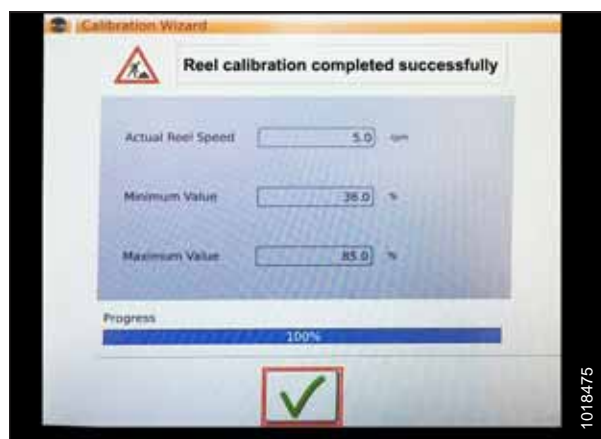 Calibration Wizard
Reel calibration completed successfully
Actual Reel Speed 5.0 rpm
Minimum Value 36.0 %
Maximum Value 85.0 %
Progress
100%
1018475